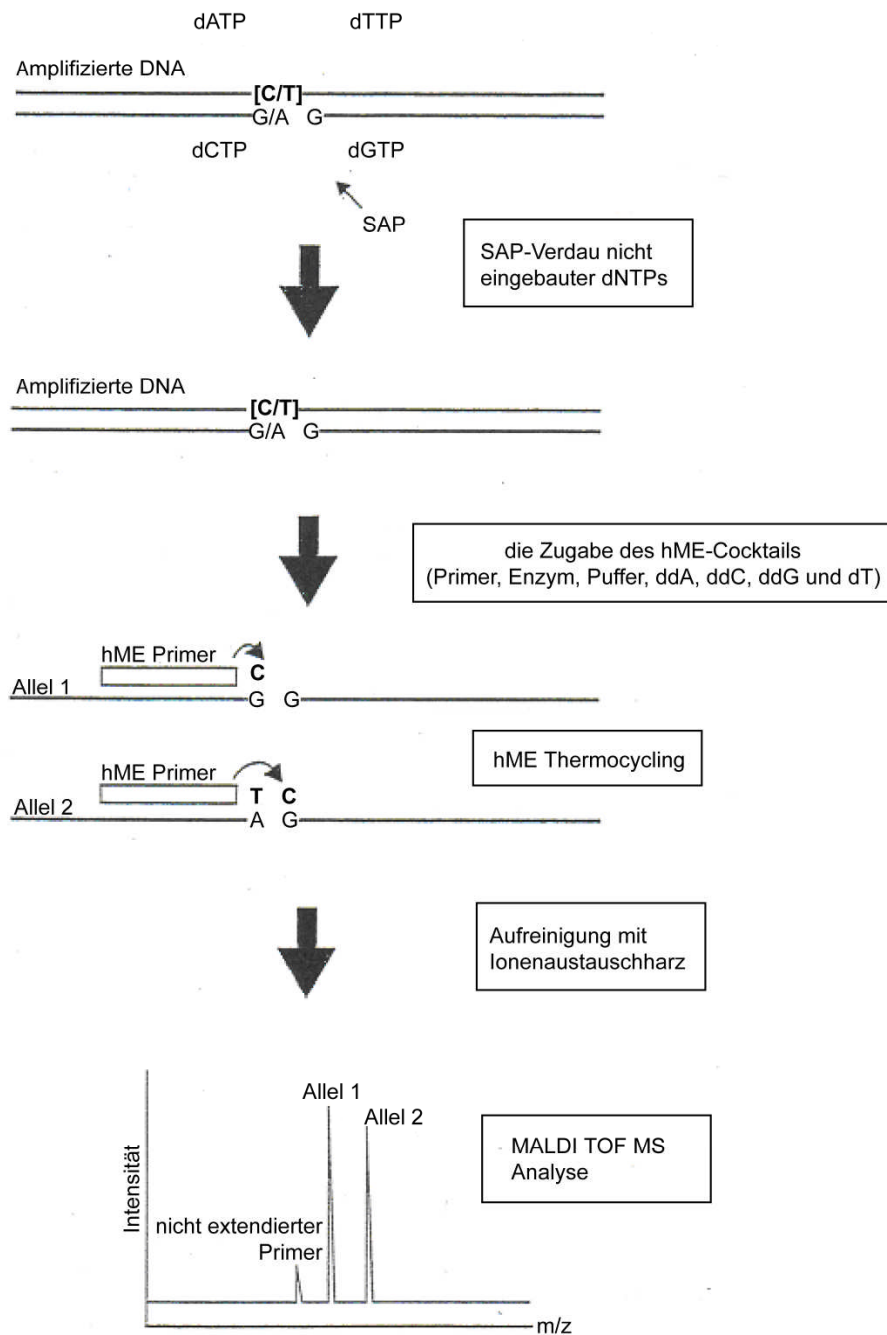 dATP dTTP
Amplifizierte DNA
[C/T]
G/A G
dCTP dGTP
SAP
SAP-Verdau nicht
eingebauter dNTPs
Amplifizierte DNA
[C/T]
G/A G
die Zugabe des hME-Cocktails
(Primer, Enzym, Puffer, ddA, ddC, ddG und dT)
hME Primer
C
Allel 1
G G
hME Thermocycling
hME Primer
T C
Allel 2
A G
Aufreinigung mit
Ionenaustauschharz
Allel 1
Allel 2
MALDI TOF MS
Analyse
Intensität
nicht extendierter
Primer
m/z